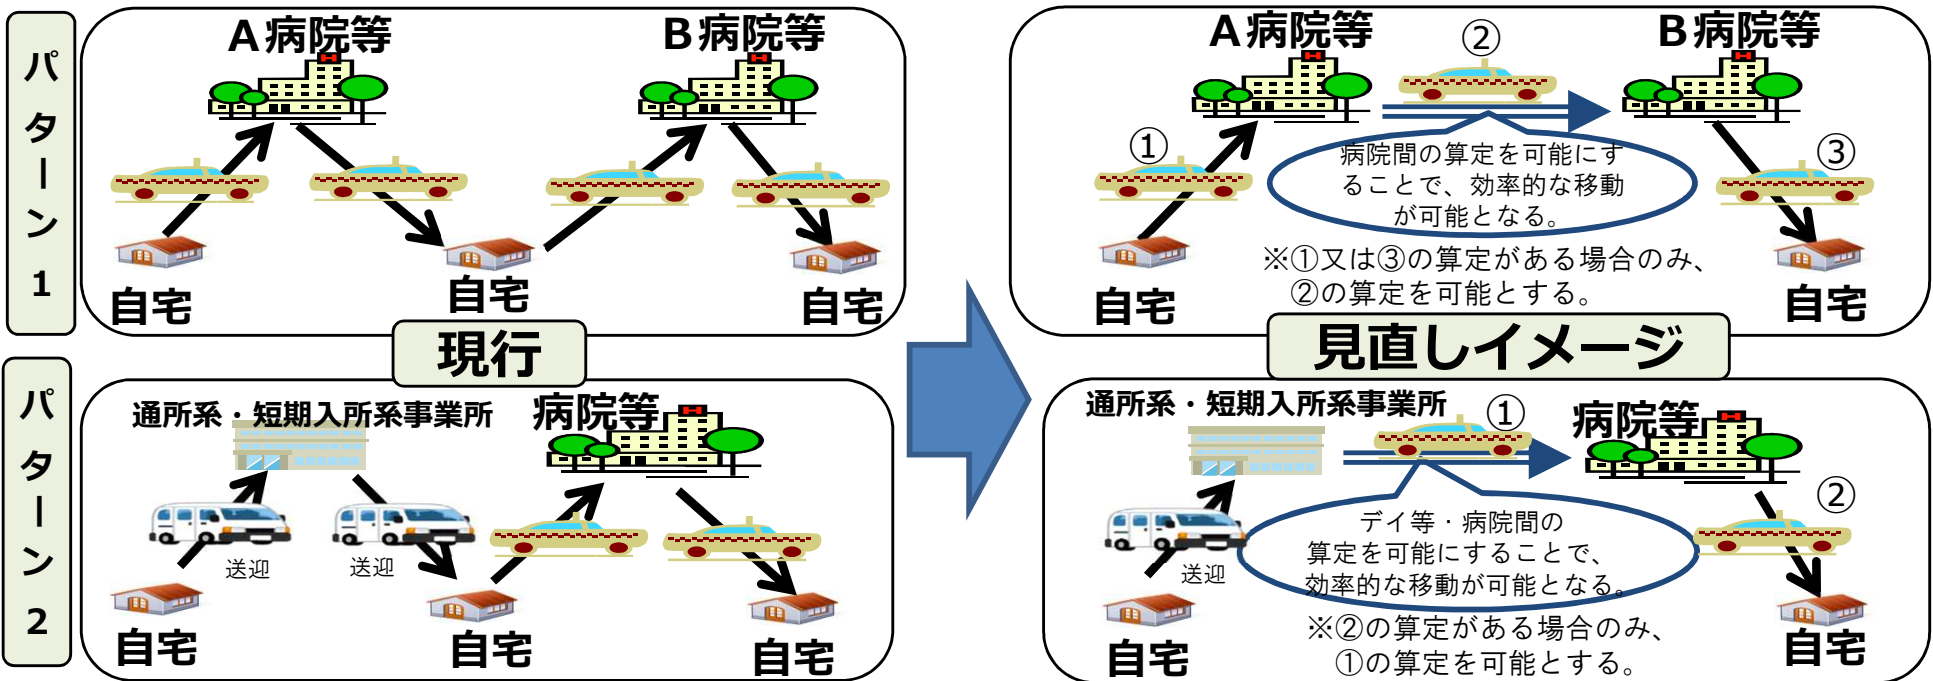 パターン１
Ａ病院等
Ｂ病院等
自宅
自宅
自宅
現行
パターン２
通所系・短期入所系事業所
病院等
送迎
送迎
自宅
自宅
自宅
Ａ病院等
②
Ｂ病院等
①
③
病院間の算定を可能にす
ることで、効率的な移動
が可能となる。
※①又は③の算定がある場合のみ、
②の算定を可能とする。
自宅
自宅
見直しイメージ
通所系・短期入所系事業所
①
病院等
②
送迎
デイ等・病院間の
算定を可能にすることで、
効率的な移動が可能となる。
※②の算定がある場合のみ、
①の算定を可能とする。
自宅
自宅